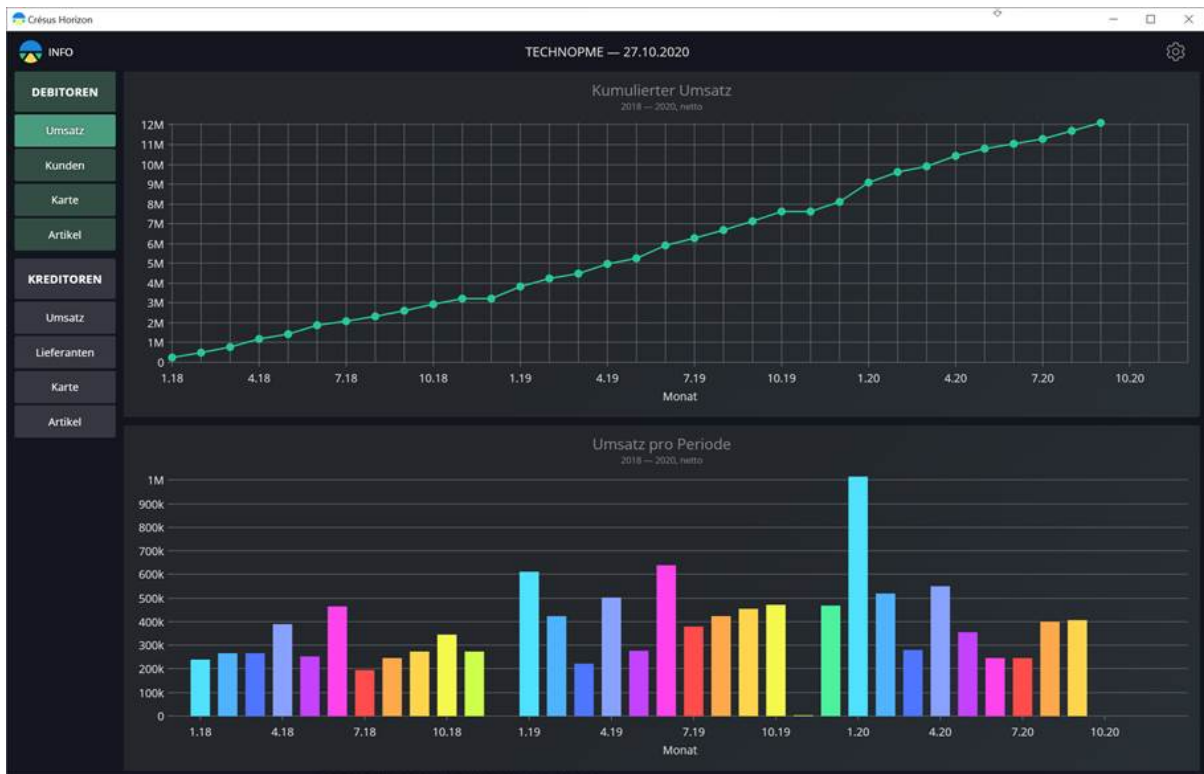 Crésus Horizon
INFO
TECHNOPME — 27.10.2020
DEBITOREN
Umsatz
Kunden
Karte
Artikel
KREDITOREN
Umsatz
Lieferanten
Karte
Artikel
Kumulierter Umsatz
2018 — 2020, netto
12M
11M
10M
9M
8M
7M
6M
5M
4M
3M
2M
1M
0
1.18 4.18 7.18 10.18 1.19 4.19 7.19 10.19 1.20 4.20 7.20 10.20
Monat
Umsatz pro Periode
2018 — 2020, netto
1M
900k
800k
700k
600k
500k
400k
300k
200k
100k
0
1.18 4.18 7.18 10.18 1.19 4.19 7.19 10.19 1.20 4.20 7.20 10.20
Monat